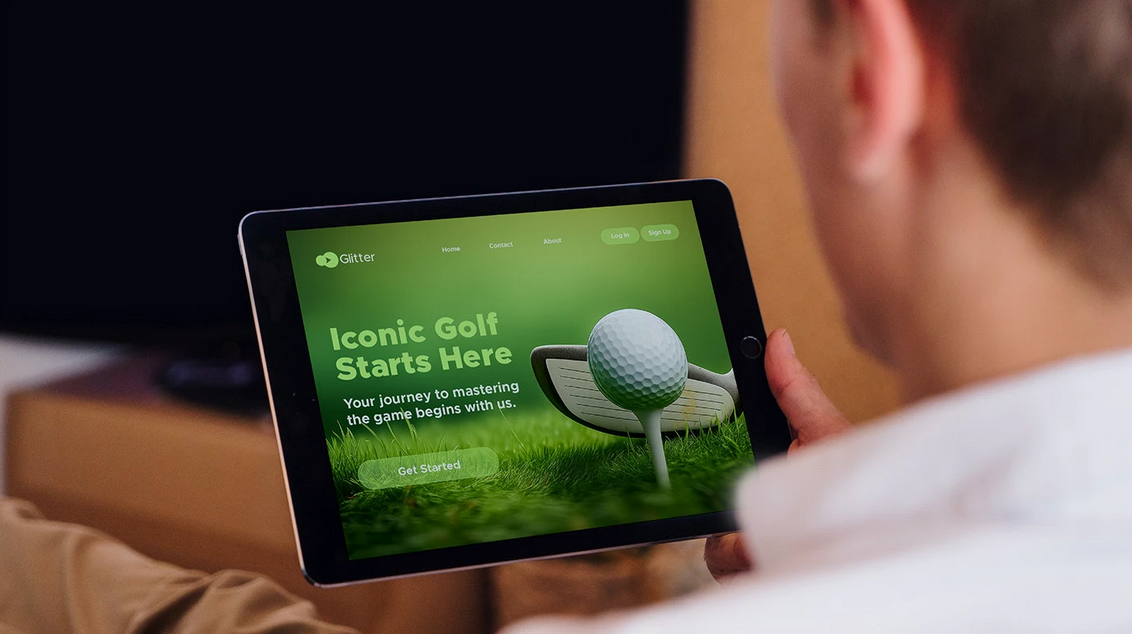 Glitter
Home Contact About
Log In Sign Up
Iconic Golf
Starts Here
Your journey to mastering
the game begins with us.
Get Started